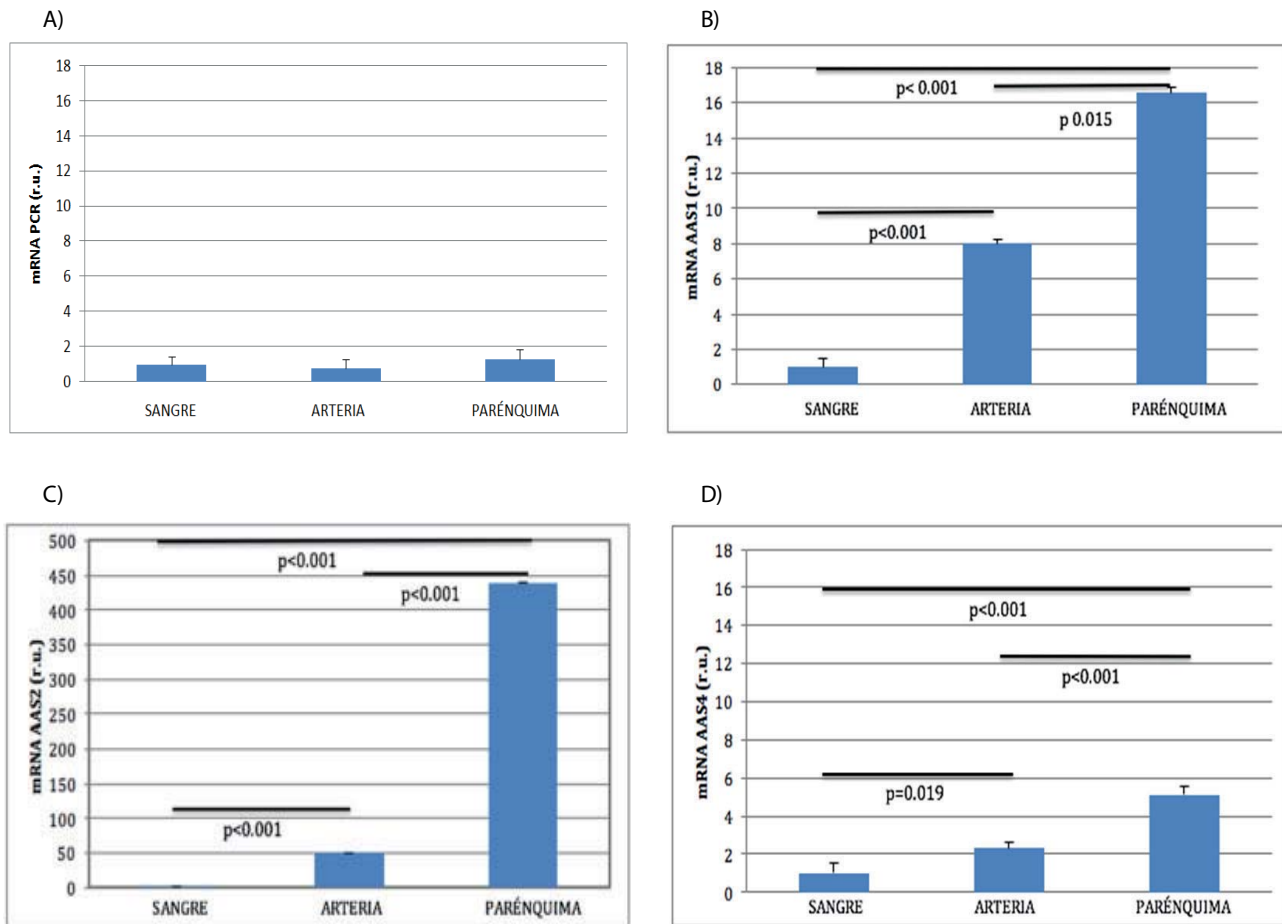 A)
18
16
14
12
10
8
6
4
2
0
mRNA PCR (r.u.)
SANGRE ARTERIA PARÉNQUIMA
B)
18
16
14
12
10
8
6
4
2
0
mRNA AAS1 (r.u.)
p< 0.001
p 0.015
p<0.001
SANGRE ARTERIA PARÉNQUIMA
C)
500
450
400
350
300
250
200
150
100
50
0
mRNA AAS2 (r.u.)
p<0.001
p<0.001
p<0.001
SANGRE ARTERIA PARÉNQUIMA
D)
18
16
14
12
10
8
6
4
2
0
mRNA AAS4 (r.u.)
p<0.001
p<0.001
p=0.019
SANGRE ARTERIA PARÉNQUIMA